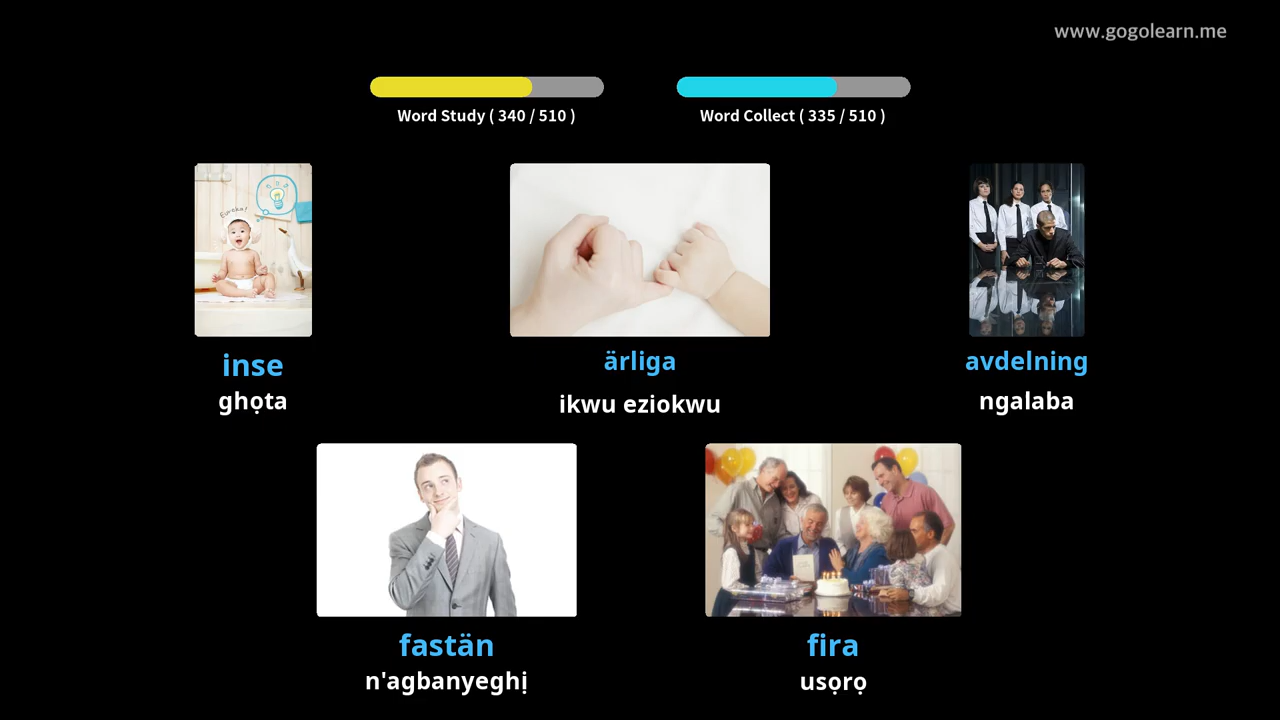 www.gogolearn.me
Word Study ( 340 / 510 )
Word Collect ( 335 / 510 )
Eureka!
inse
ghọta
ärliga
ikwu eziokwu
avdelning
ngalaba
fastän
n'agbanyeghị
fira
usọrọ